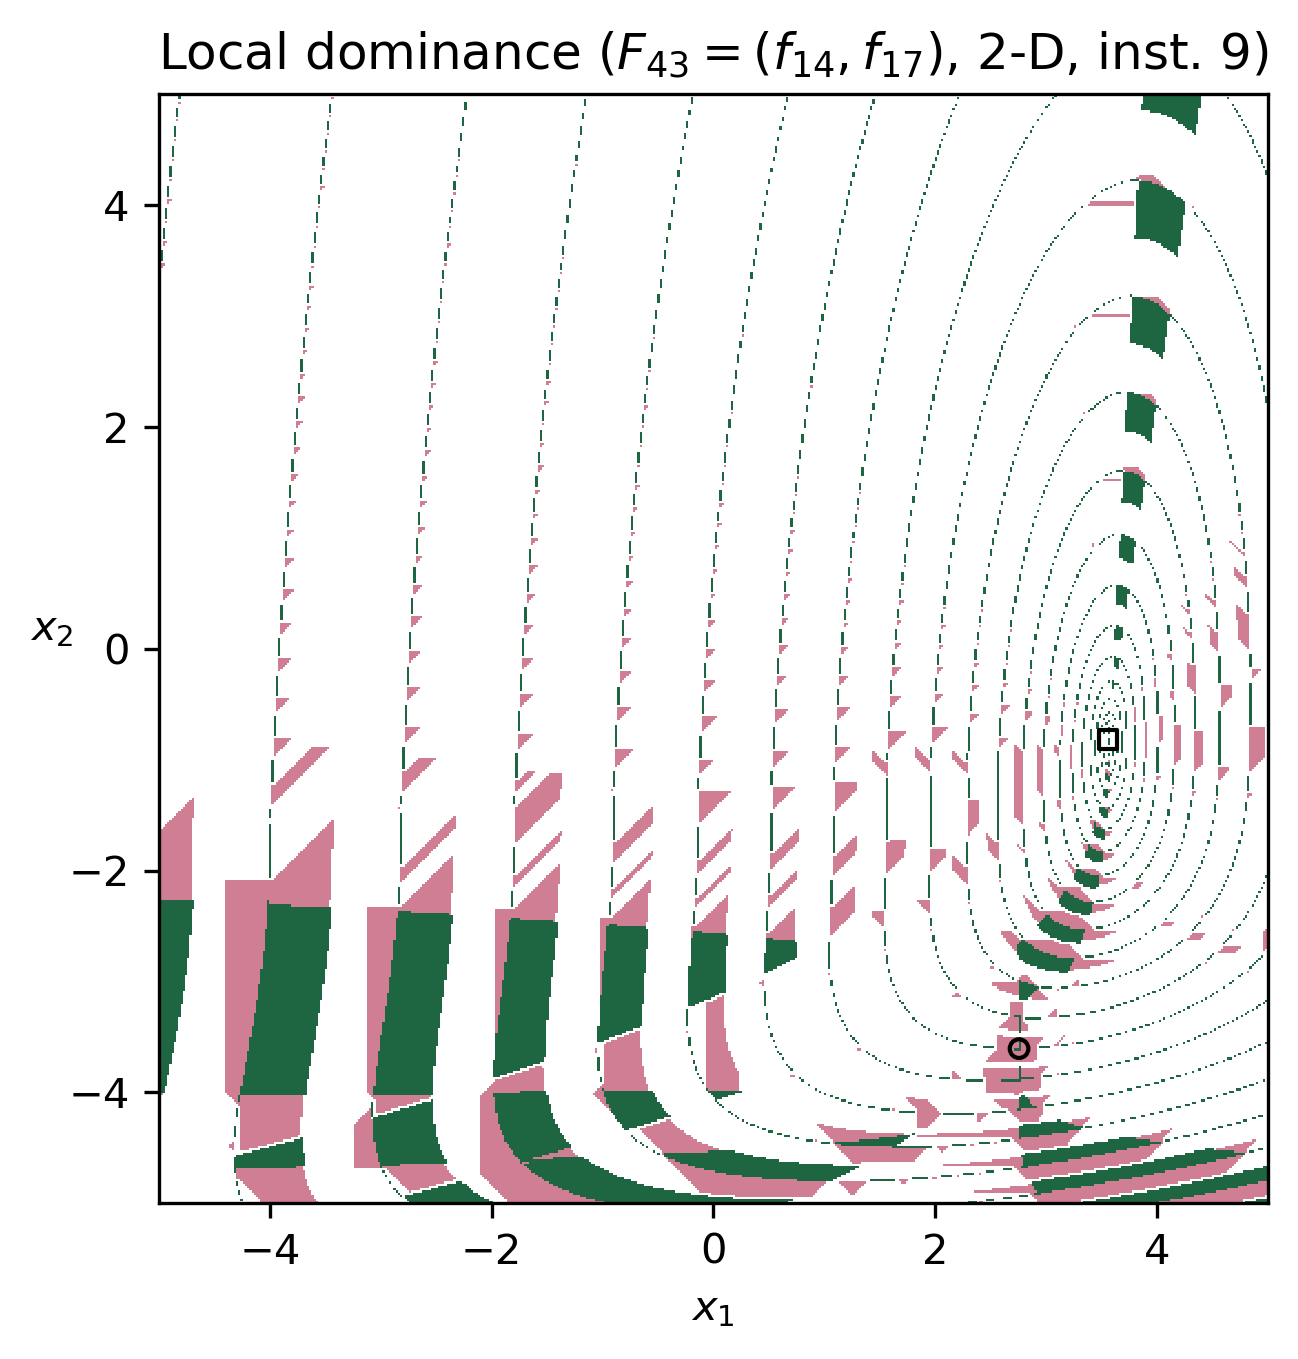 Local dominance (F₄₃ = (f₁₄, f₁₇), 2-D, inst. 9)
4
2
x₂ 0
−2
−4
−4 −2 0 2 4
x₁